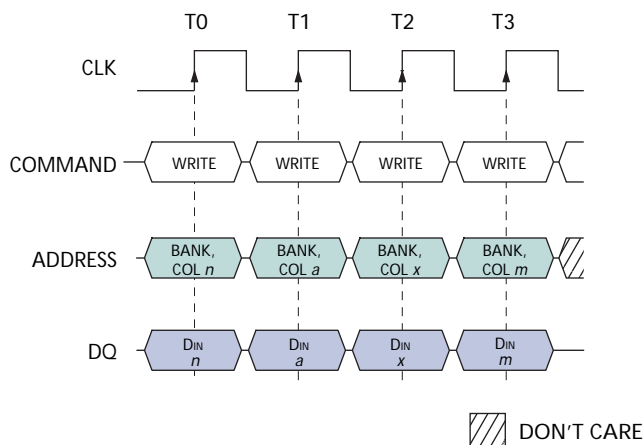 T0 T1 T2 T3
CLK
COMMAND WRITE WRITE WRITE WRITE
ADDRESS
BANK, COL n
BANK, COL a
BANK, COL x
BANK, COL m
DQ
DIN n
DIN a
DIN x
DIN m
DON'T CARE